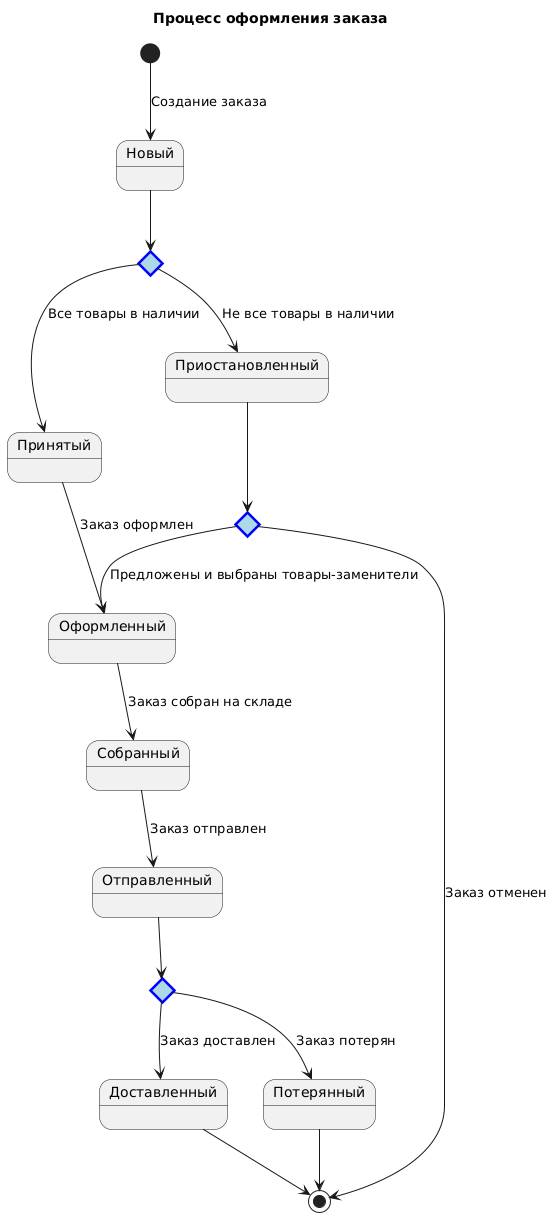 Процесс оформления заказа
Создание заказа
Новый
Все товары в наличии
Не все товары в наличии
Приостановленный
Принятый
Заказ оформлен
Предложены и выбраны товары-заменители
Оформленный
Заказ собран на складе
Собранный
Заказ отправлен
Отправленный
Заказ отменен
Заказ доставлен
Заказ потерян
Доставленный
Потерянный